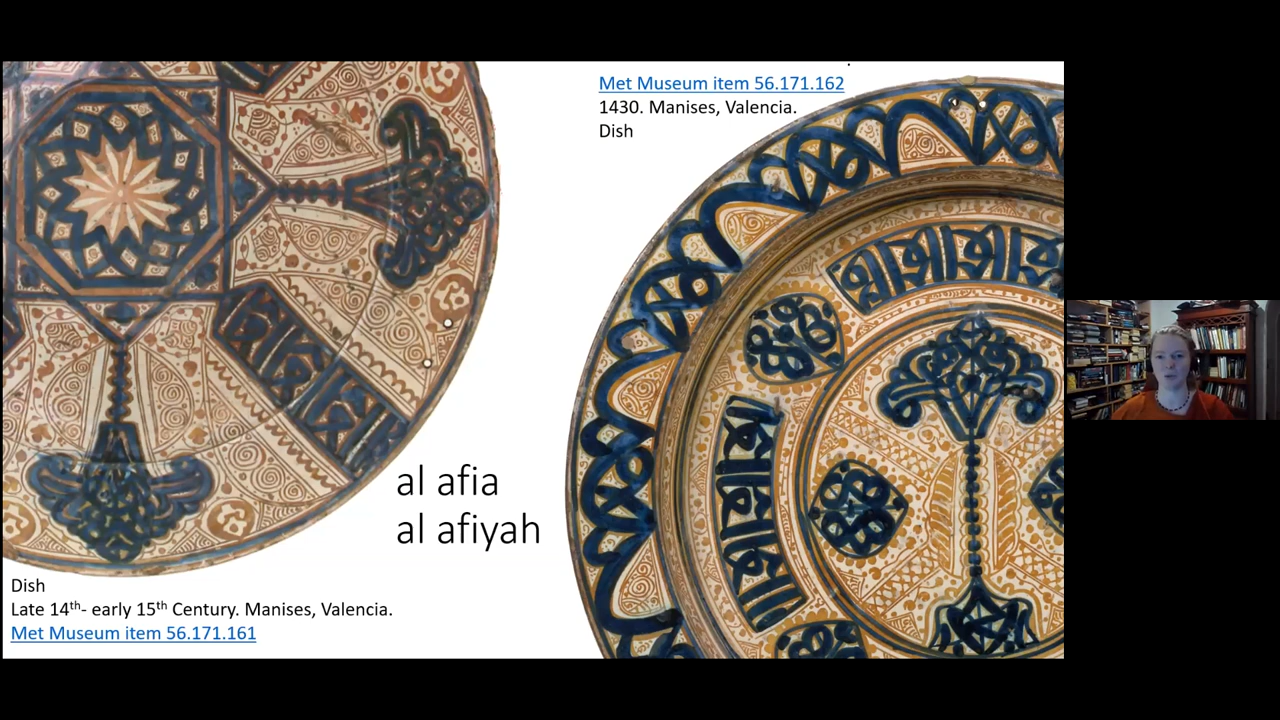 Met Museum item 56.171.162
1430. Manises, Valencia.
Dish
al afia
al afiyah
Dish
Late 14th- early 15th Century. Manises, Valencia.
Met Museum item 56.171.161